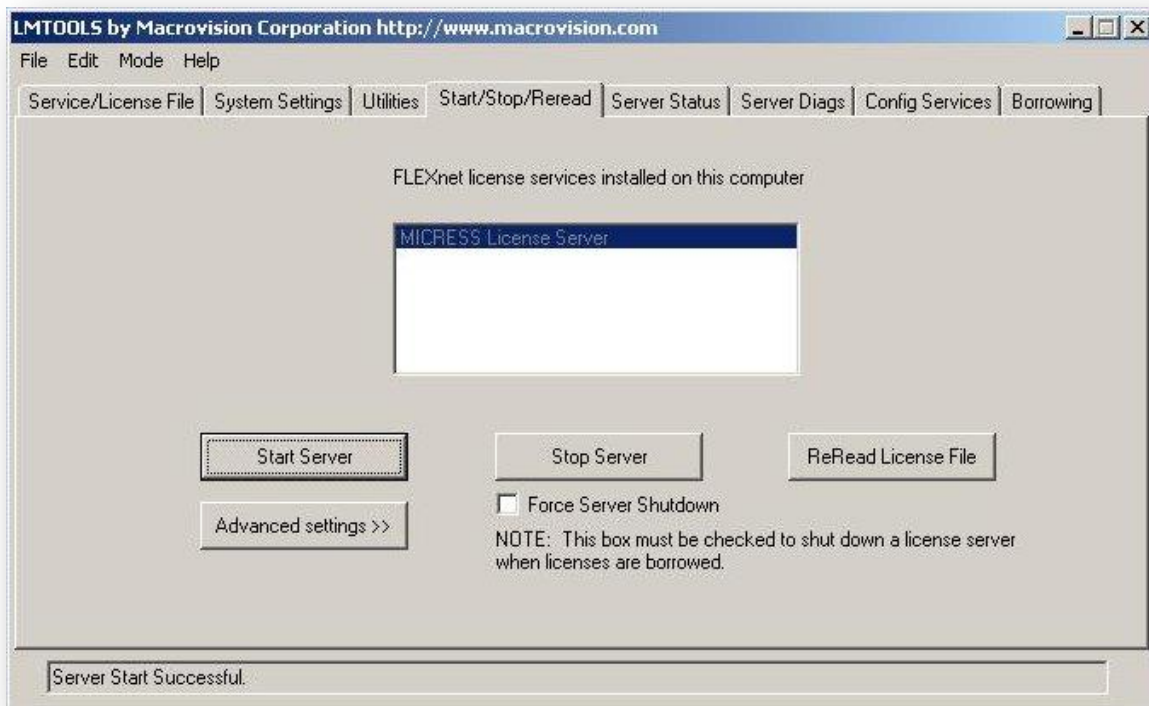 LMTOOLS by Macrovision Corporation http://www.macrovision.com
File Edit Mode Help
Service/License File System Settings Utilities Start/Stop/Reread Server Status Server Diags Config Services Borrowing
FLEXnet license services installed on this computer
MICRESS License Server
Start Server Stop Server ReRead License File
Advanced settings >> Force Server Shutdown
NOTE: This box must be checked to shut down a license server
when licenses are borrowed.
Server Start Successful.